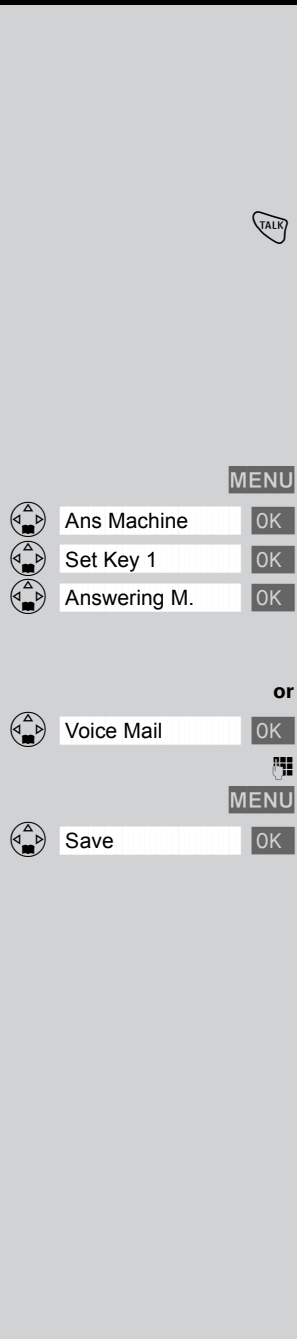 TALK
MENU
Ans Machine OK
Set Key 1 OK
Answering M. OK
or
Voice Mail OK
MENU
Save OK